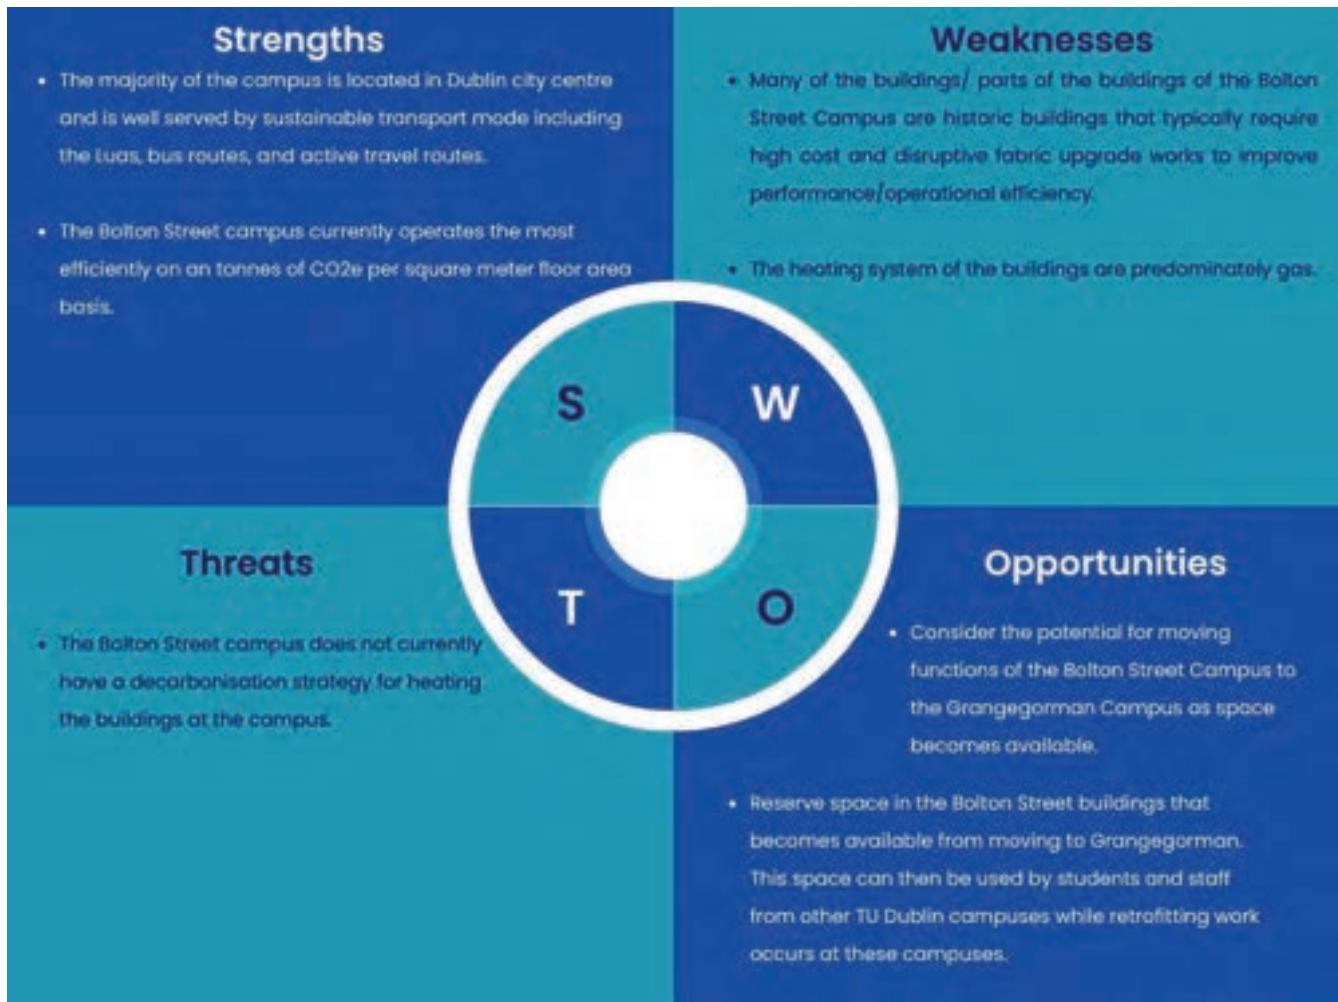 Strengths
• The majority of the campus is located in Dublin city centre
and is well served by sustainable transport mode including
the Luas, bus routes, and active travel routes.
• The Bolton Street campus currently operates the most
efficiently on an tonnes of CO2e per square meter floor area
basis.
Weaknesses
• Many of the buildings/ parts of the buildings of the Bolton
Street Campus are historic buildings that typically require
high cost and disruptive fabric upgrade works to improve
performance/operational efficiency.
• The heating system of the buildings are predominately gas.
S
W
T
O
Threats
• The Bolton Street campus does not currently
have a decarbonisation strategy for heating
the buildings at the campus.
Opportunities
• Consider the potential for moving
functions of the Bolton Street Campus to
the Grangegorman Campus as space
becomes available.
• Reserve space in the Bolton Street buildings that
becomes available from moving to Grangegorman.
This space can then be used by students and staff
from other TU Dublin campuses while retrofitting work
occurs at these campuses.